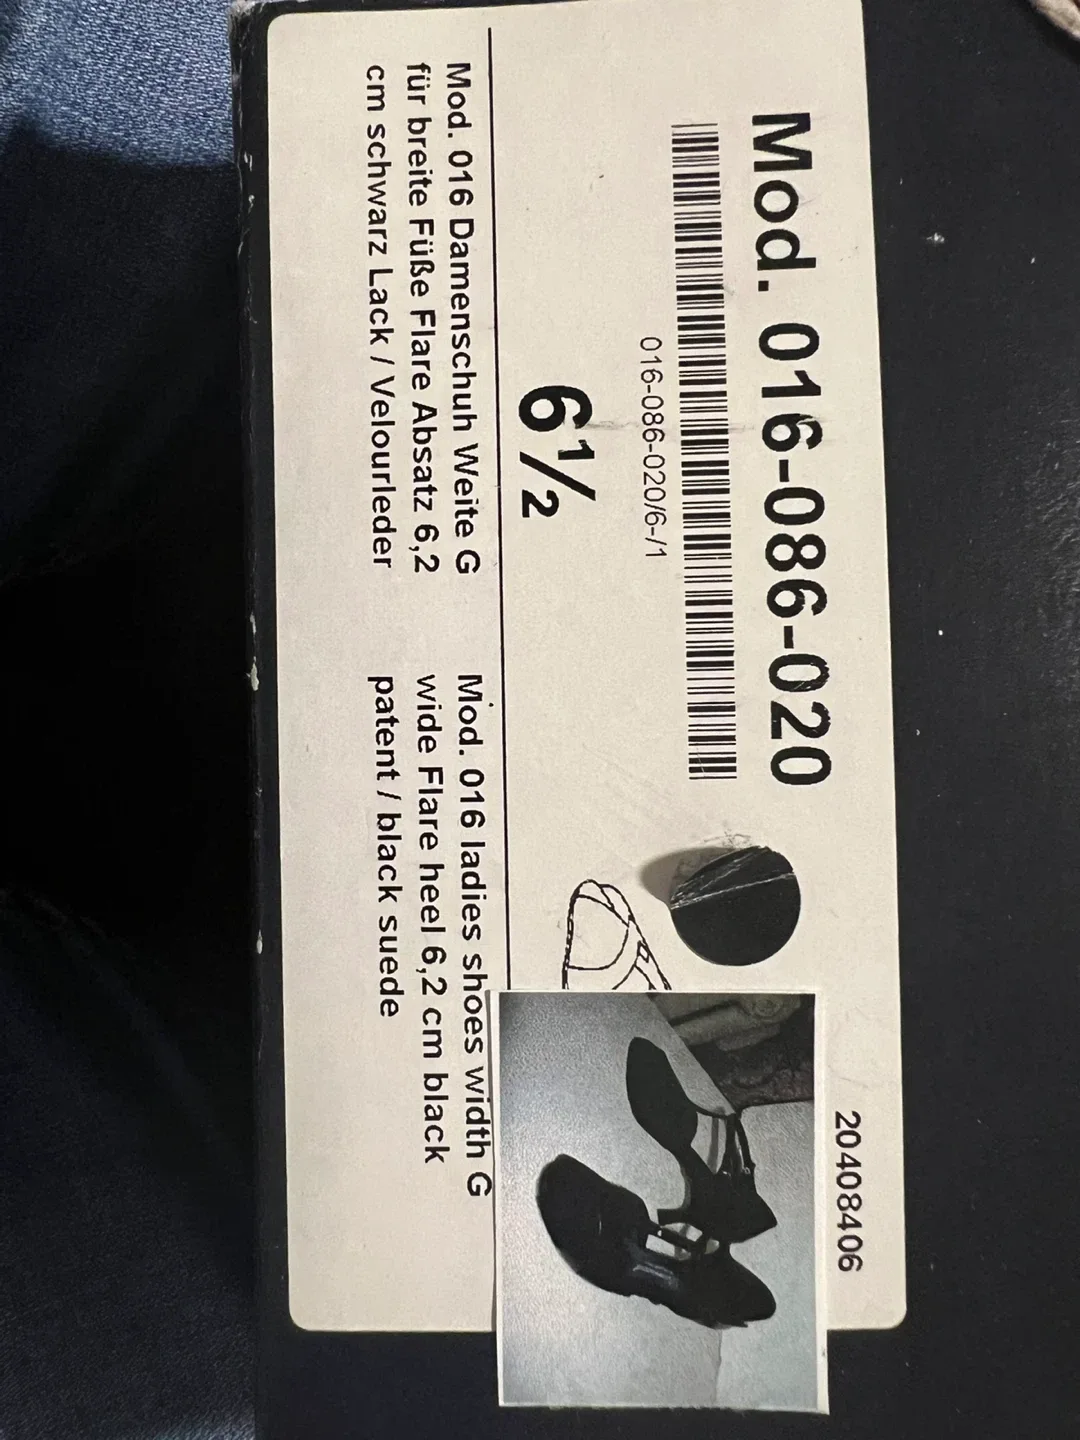 Mod. 016-086-020
016-086-020/6-/1
20408406
6½
Mod. 016 Damenschuh Weite G
für breite Füße Flare Absatz 6,2
cm schwarz Lack / Velourleder
Mod. 016 ladies shoes width G
wide Flare heel 6,2 cm black
patent / black suede